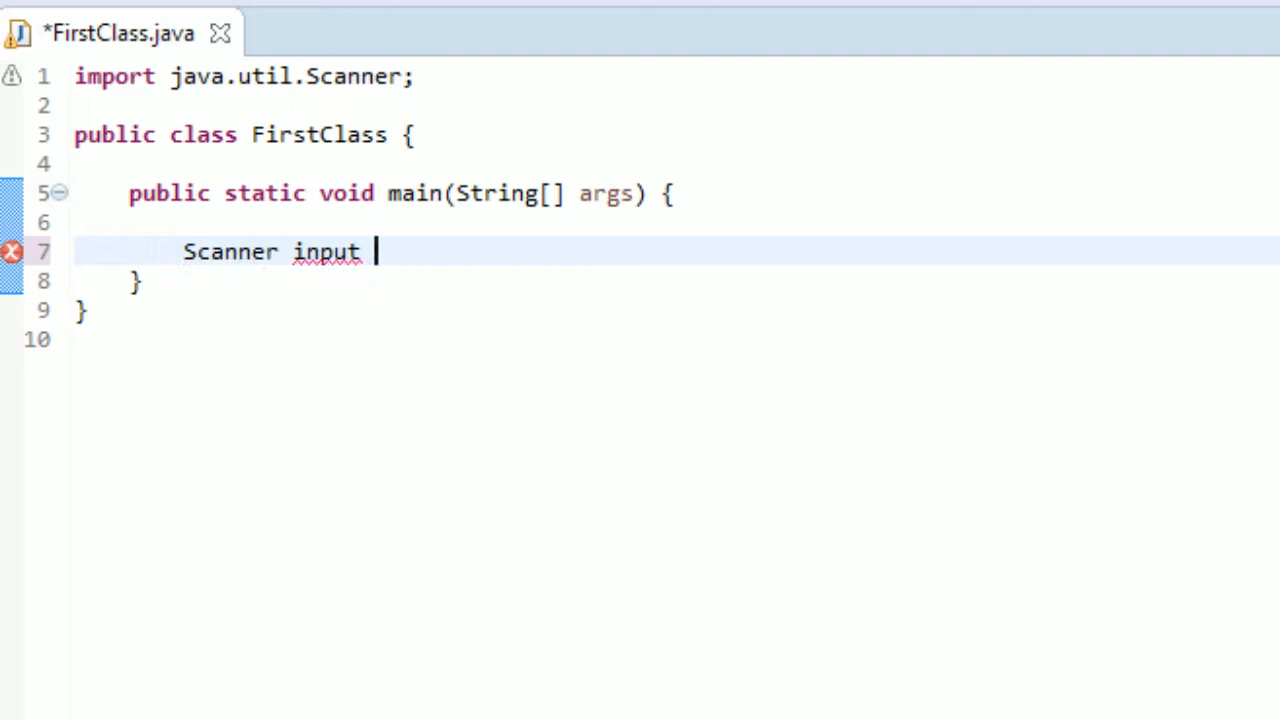 *FirstClass.java
1 import java.util.Scanner;
2
3 public class FirstClass {
4
5 public static void main(String[] args) {
6
7 Scanner input
8 }
9 }
10